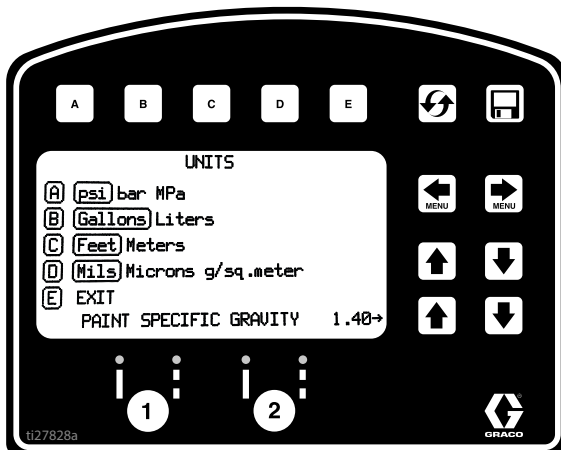 A B C D E
UNITS
A psi bar MPa
B Gallons Liters
C Feet Meters
D Mils Microns g/sq.meter
E EXIT
PAINT SPECIFIC GRAVITY 1.40→
MENU MENU
1 2
ti27828a
GRACO